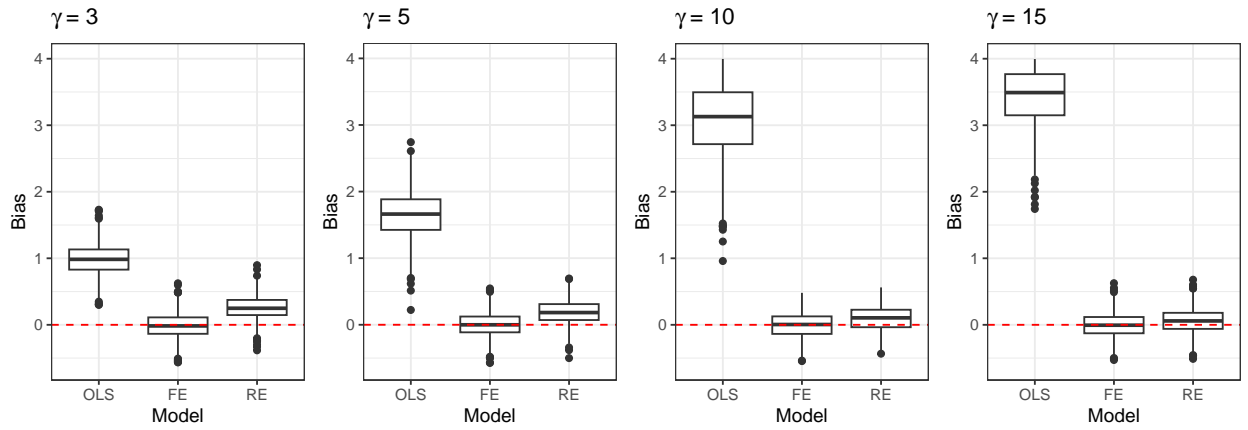 γ = 3
4
3
2
1
0
Bias
OLS FE RE
Model
γ = 5
4
3
2
1
0
Bias
OLS FE RE
Model
γ = 10
4
3
2
1
0
Bias
OLS FE RE
Model
γ = 15
4
3
2
1
0
Bias
OLS FE RE
Model